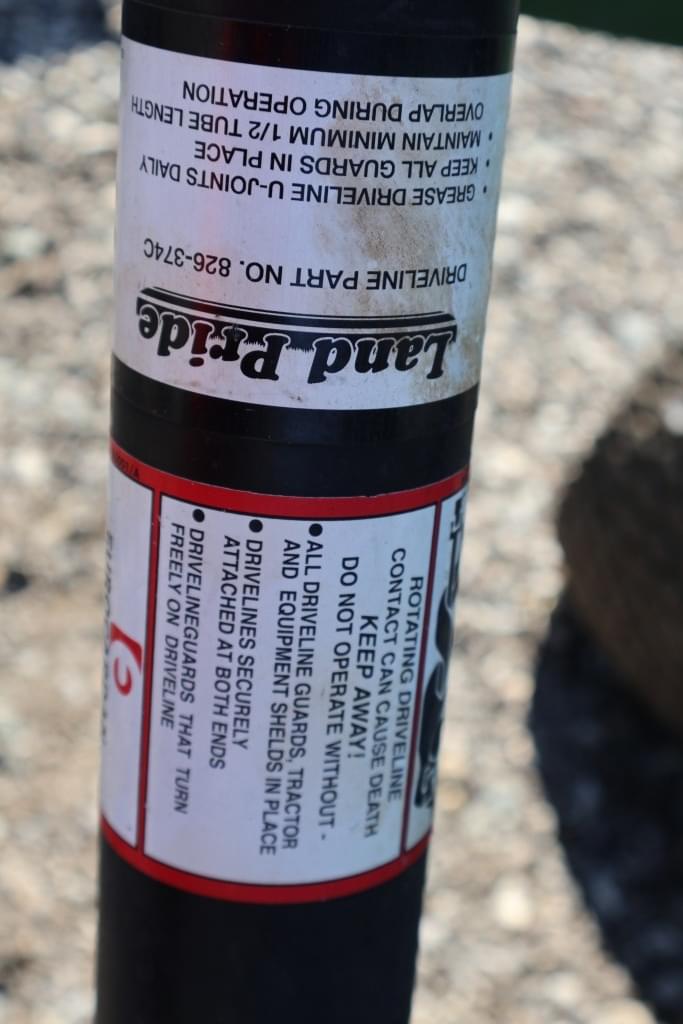 Land Pride
DRIVELINE PART NO. 826-374C
• GREASE DRIVELINE U-JOINTS DAILY
• KEEP ALL GUARDS IN PLACE
• MAINTAIN MINIMUM 1/2 TUBE LENGTH
OVERLAP DURING OPERATION
ROTATING DRIVELINE
CONTACT CAN CAUSE DEATH
KEEP AWAY!
DO NOT OPERATE WITHOUT -
• ALL DRIVELINE GUARDS, TRACTOR
AND EQUIPMENT SHIELDS IN PLACE
• DRIVELINES SECURELY
ATTACHED AT BOTH ENDS
• DRIVELINEGUARDS THAT TURN
FREELY ON DRIVELINE